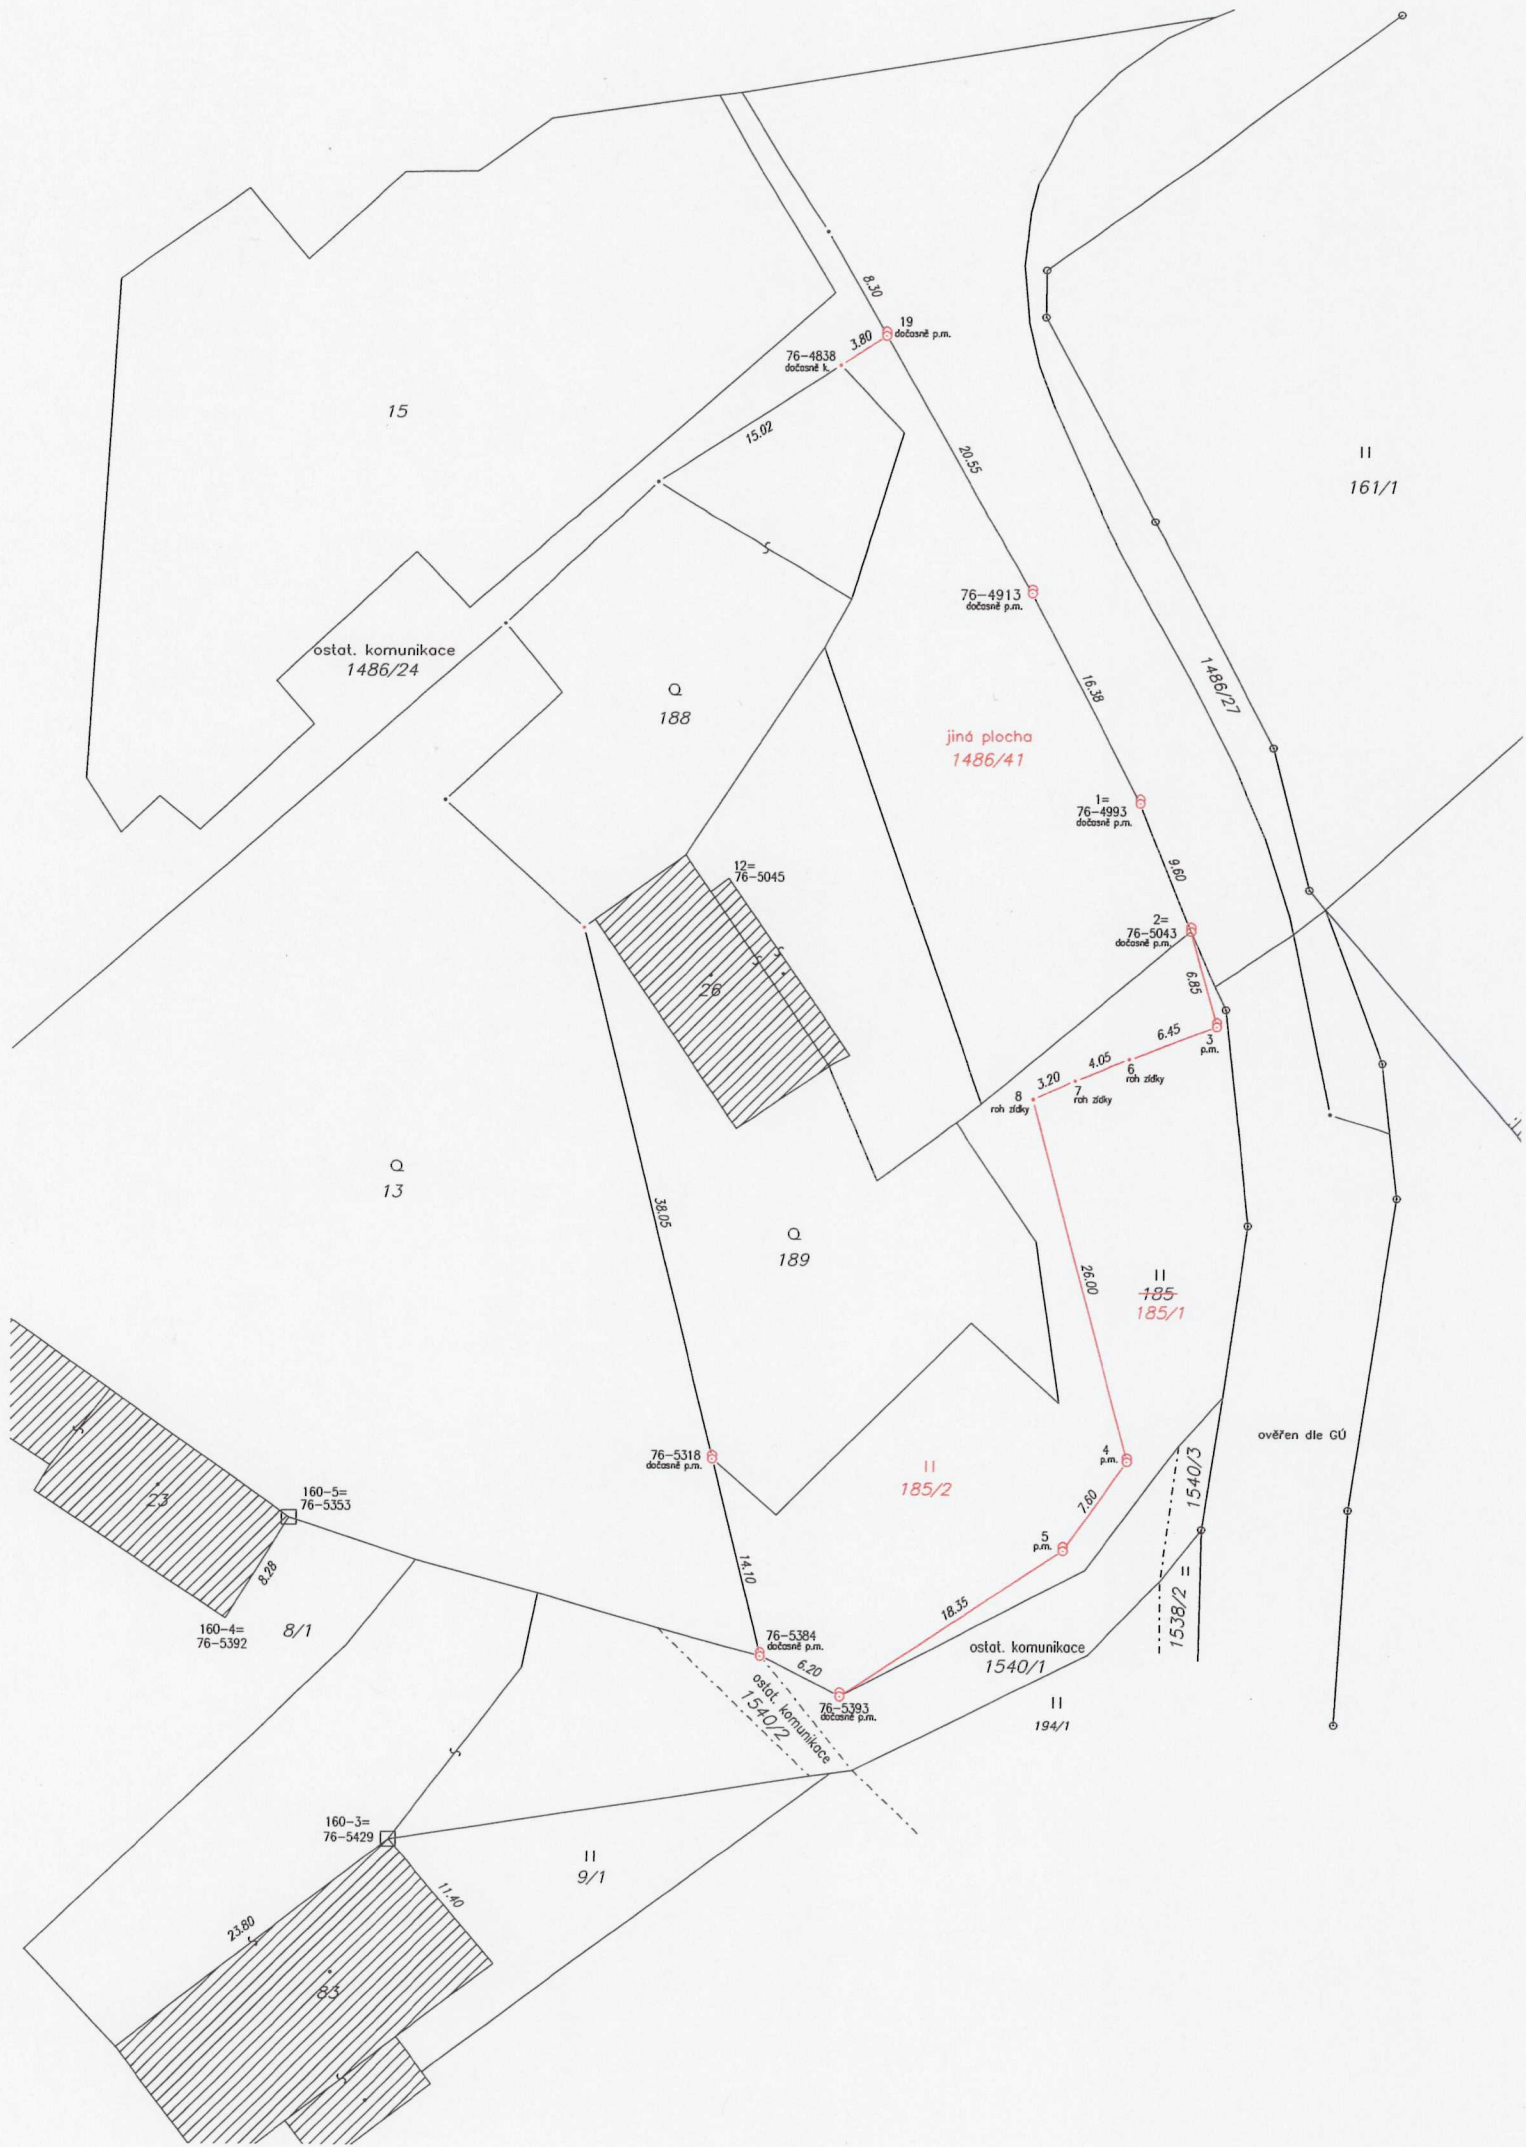 8.30
19
dočasně p.m.
3.80
76-4838
dočasně k.
15
15.02
20.55
II
161/1
76-4913
dočasně p.m.
ostat. komunikace
1486/24
1486/27
16.38
Q
188
jiná plocha
1486/41
1=
76-4993
dočasně p.m.
12=
76-5045
9.60
2=
76-5043
dočasně p.m.
26
6.85
6.45
3
p.m.
4.05
6
roh zídky
3.20
7
roh zídky
8
roh zídky
Q
13
38.05
Q
189
26.00
II
185
185/1
ověřen dle GÚ
76-5318
dočasně p.m.
4
p.m.
II
185/2
1540/3
23
160-5=
76-5353
7.60
5
p.m.
8.28
14.10
1538/2 =
18.35
160-4=
76-5392
8/1
76-5384
dočasně p.m.
6.20
ostat. komunikace
1540/1
ostat. komunikace
1540/2
76-5393
dočasně p.m.
II
194/1
160-3=
76-5429
II
9/1
11.40
23.80
83